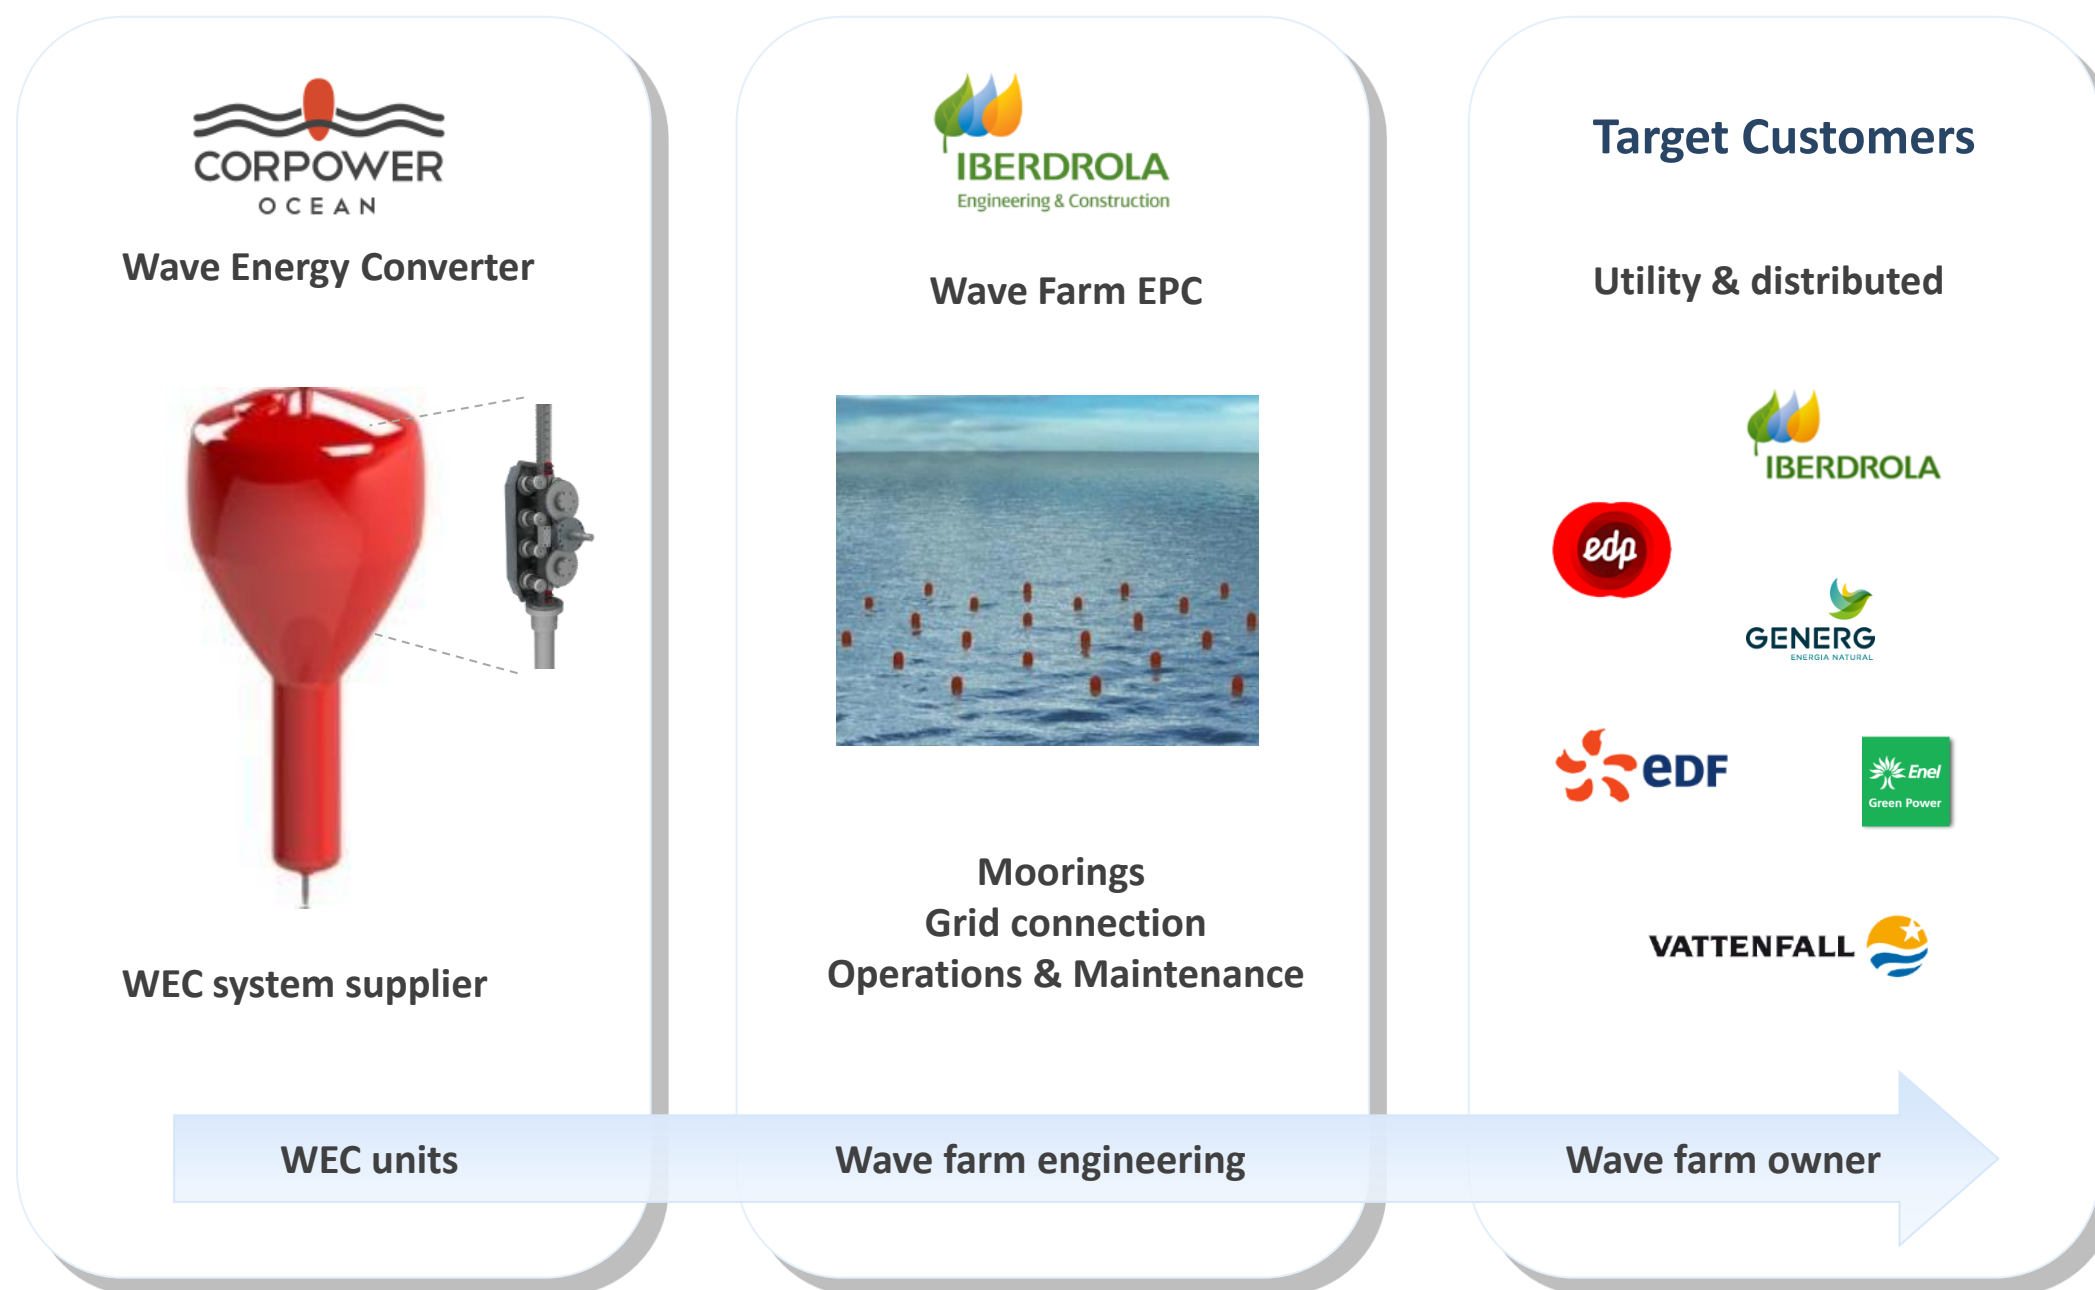 CORPOWER
OCEAN
Wave Energy Converter
WEC system supplier
WEC units
IBERDROLA
Engineering & Construction
Wave Farm EPC
Moorings
Grid connection
Operations & Maintenance
Wave farm engineering
Target Customers
Utility & distributed
IBERDROLA
edp
GENERG
ENERGIA NATURAL
eDF
Enel
Green Power
VATTENFALL
Wave farm owner